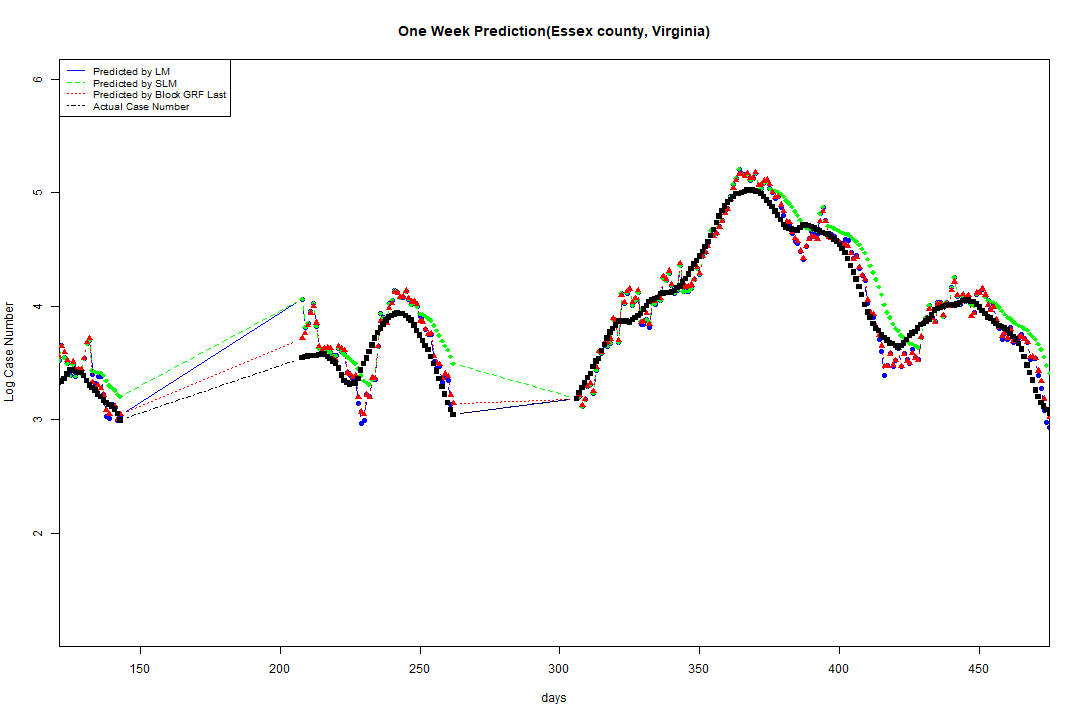 One Week Prediction(Essex county, Virginia)
Predicted by LM
Predicted by SLM
Predicted by Block GRF Last
Actual Case Number
6
5
4
3
2
Log Case Number
150 200 250 300 350 400 450
days